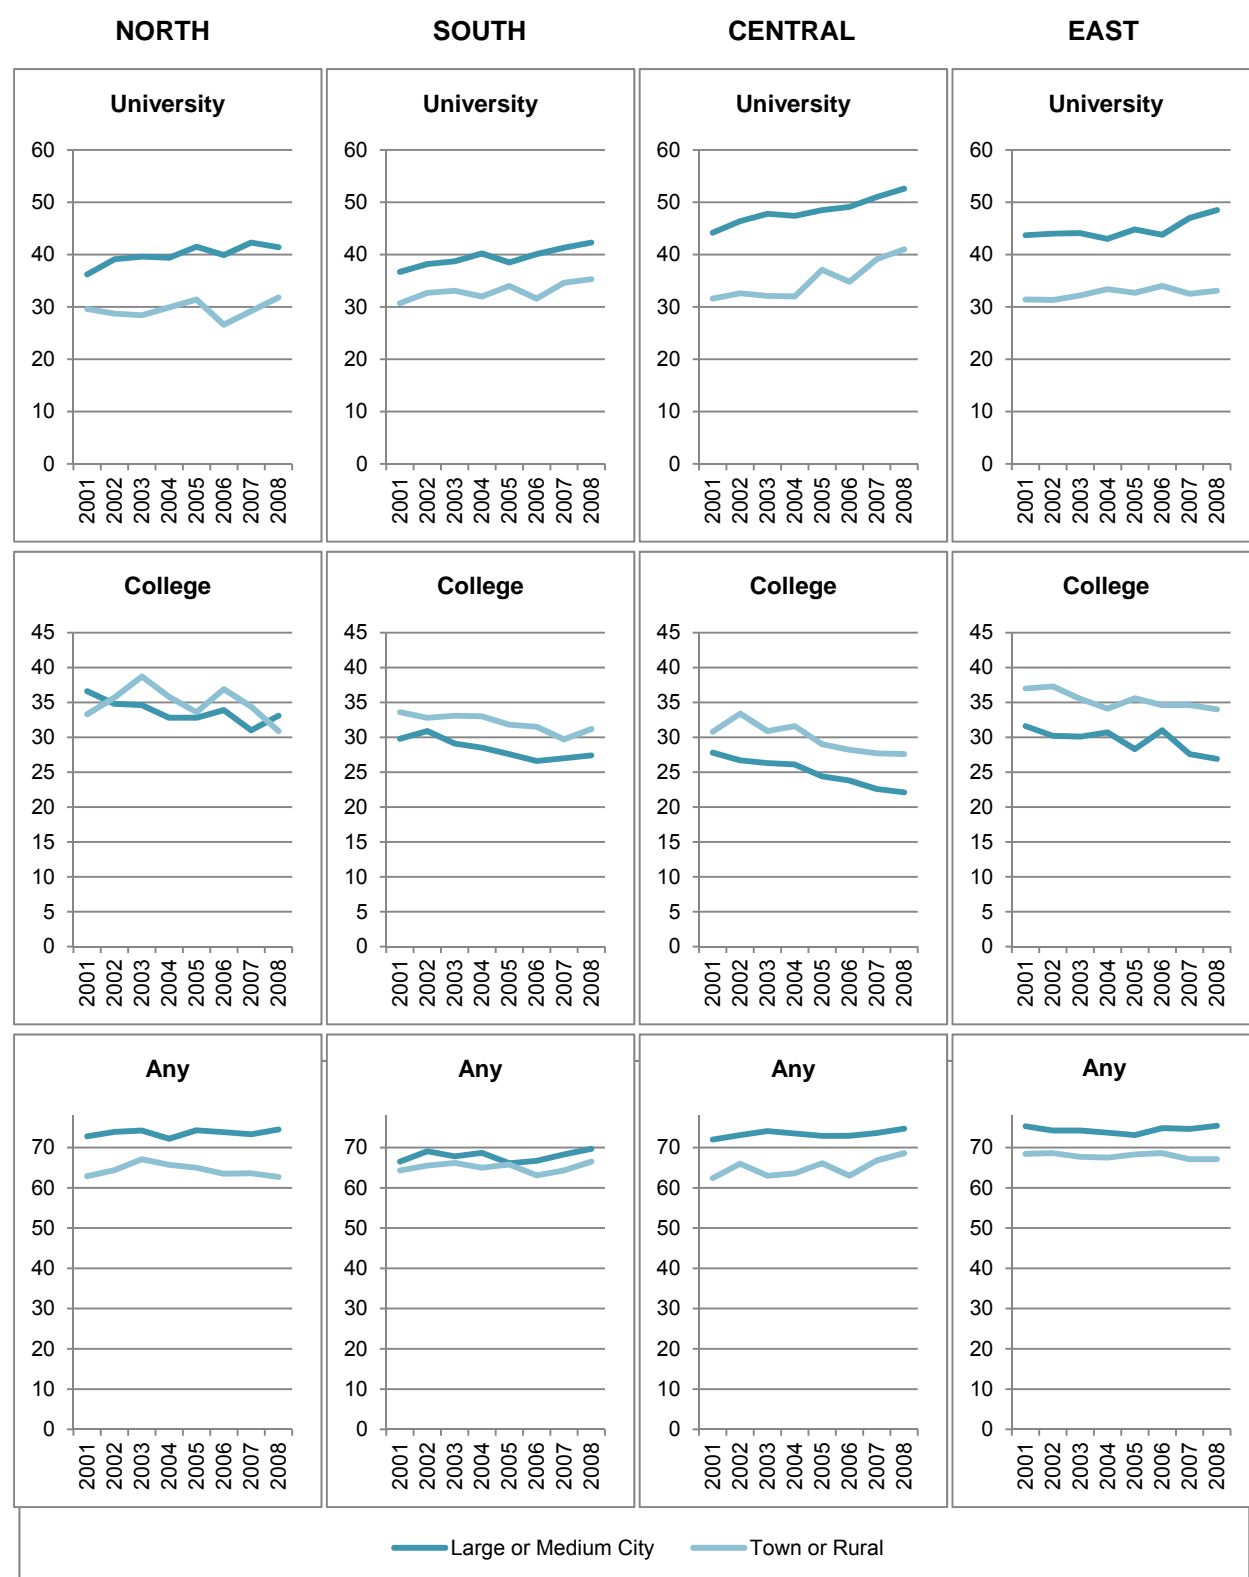 NORTH SOUTH CENTRAL EAST
University University University University
60 60 60 60
50 50 50 50
40 40 40 40
30 30 30 30
20 20 20 20
10 10 10 10
0 0 0 0
2001 2002 2003 2004 2005 2006 2007 2008 2001 2002 2003 2004 2005 2006 2007 2008 2001 2002 2003 2004 2005 2006 2007 2008 2001 2002 2003 2004 2005 2006 2007 2008
College College College College
45 45 45 45
40 40 40 40
35 35 35 35
30 30 30 30
25 25 25 25
20 20 20 20
15 15 15 15
10 10 10 10
5 5 5 5
0 0 0 0
2001 2002 2003 2004 2005 2006 2007 2008 2001 2002 2003 2004 2005 2006 2007 2008 2001 2002 2003 2004 2005 2006 2007 2008 2001 2002 2003 2004 2005 2006 2007 2008
Any Any Any Any
70 70 70 70
60 60 60 60
50 50 50 50
40 40 40 40
30 30 30 30
20 20 20 20
10 10 10 10
0 0 0 0
2001 2002 2003 2004 2005 2006 2007 2008 2001 2002 2003 2004 2005 2006 2007 2008 2001 2002 2003 2004 2005 2006 2007 2008 2001 2002 2003 2004 2005 2006 2007 2008
Large or Medium City Town or Rural